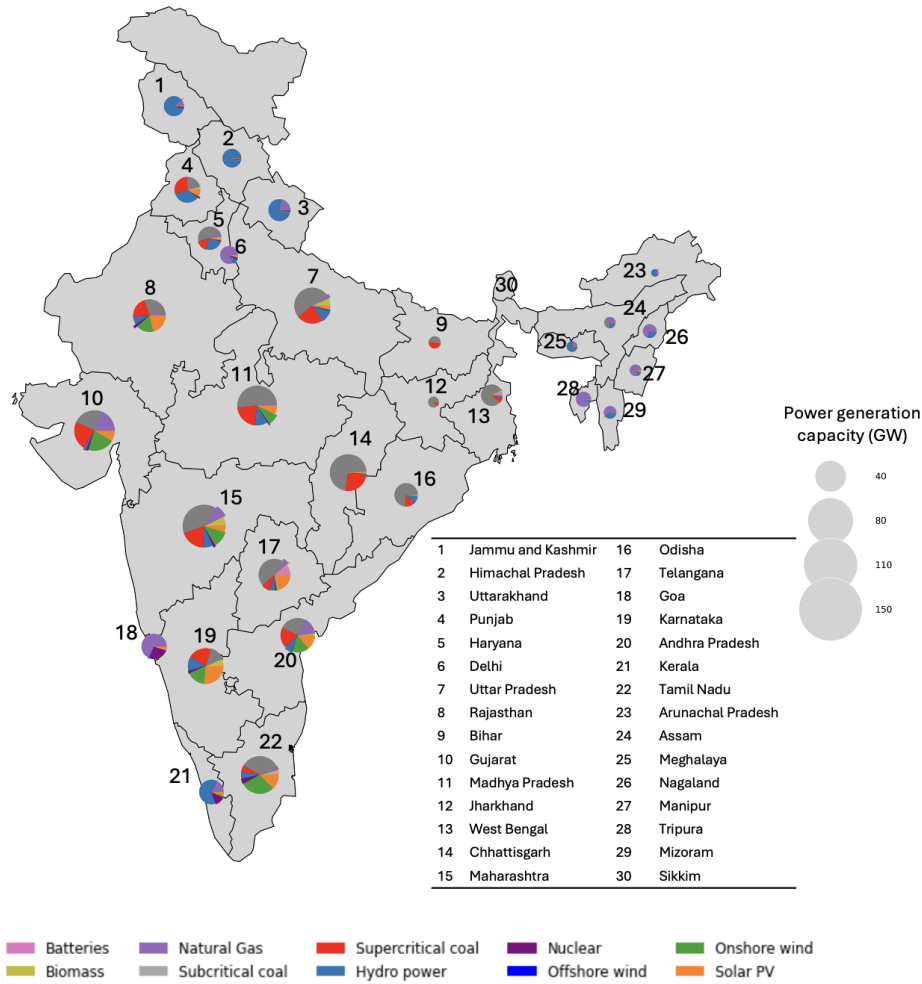 1
2
4
3
5
6
7
8
30
23
24
9
25
26
27
11
12
10
13
28
29
14
16
15
17
18
19
20
22
21
Power generation
capacity (GW)
40
80
110
150
1 Jammu and Kashmir 16 Odisha
2 Himachal Pradesh 17 Telangana
3 Uttarakhand 18 Goa
4 Punjab 19 Karnataka
5 Haryana 20 Andhra Pradesh
6 Delhi 21 Kerala
7 Uttar Pradesh 22 Tamil Nadu
8 Rajasthan 23 Arunachal Pradesh
9 Bihar 24 Assam
10 Gujarat 25 Meghalaya
11 Madhya Pradesh 26 Nagaland
12 Jharkhand 27 Manipur
13 West Bengal 28 Tripura
14 Chhattisgarh 29 Mizoram
15 Maharashtra 30 Sikkim
Batteries Natural Gas Supercritical coal Nuclear Onshore wind
Biomass Subcritical coal Hydro power Offshore wind Solar PV